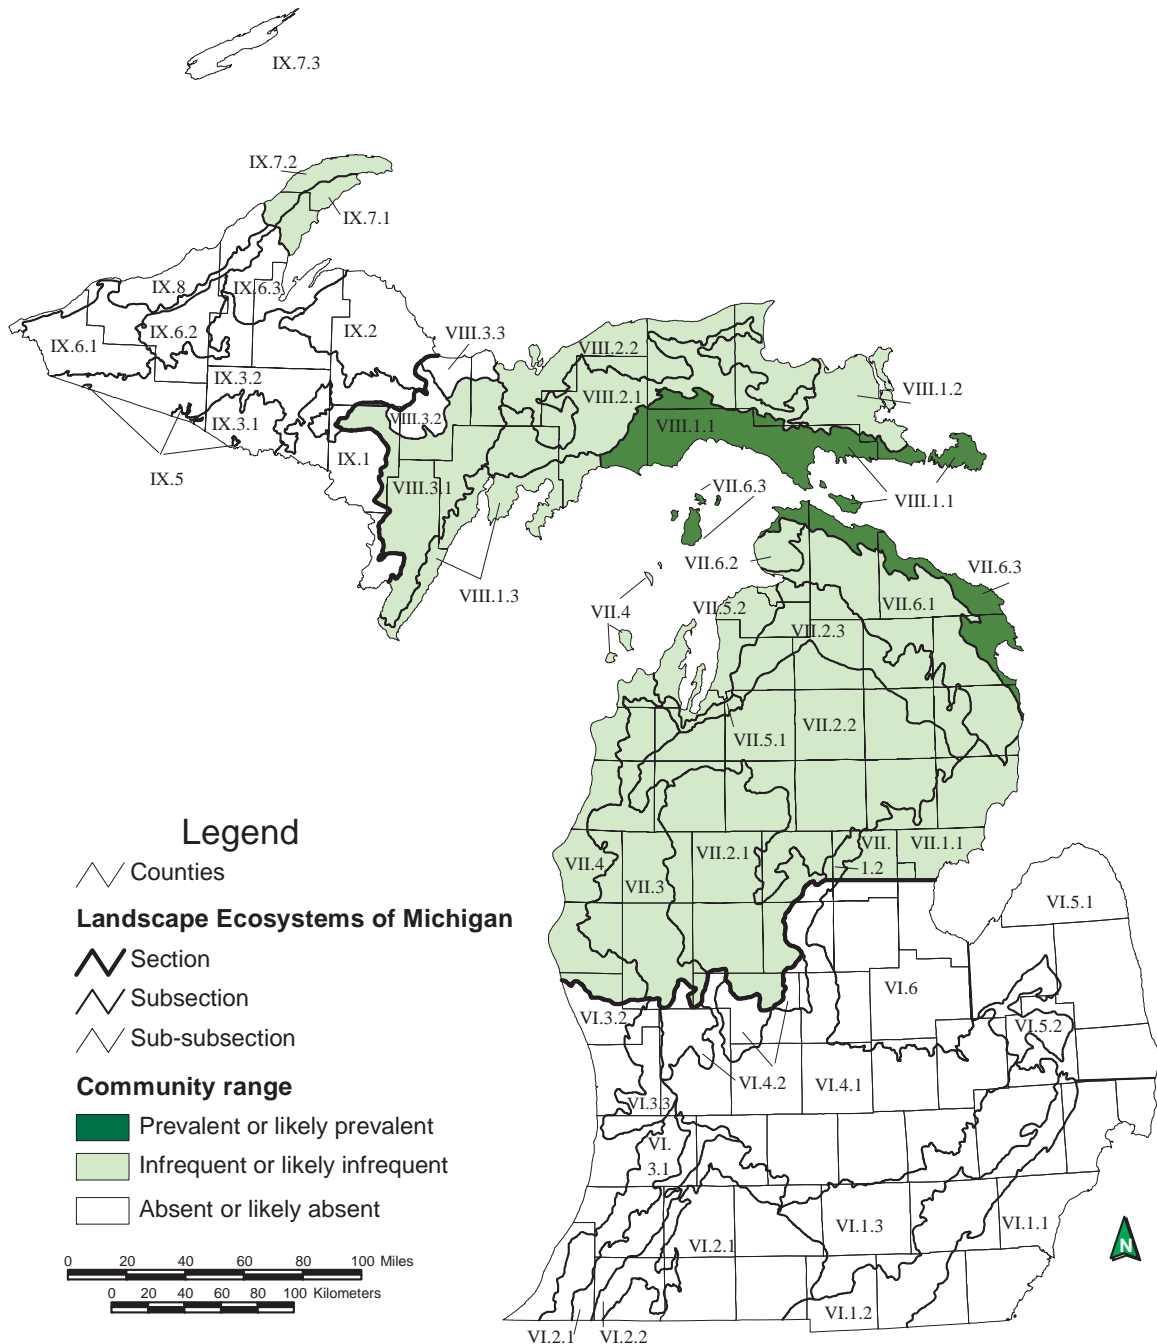 IX.7.3
IX.7.2
IX.7.1
IX.8
IX.6.3
IX.2
VIII.3.3
IX.6.2
IX.6.1
VIII.2.2
IX.3.2
VIII.2.1
VIII.1.2
VIII.3.2
IX.3.1
VIII.1.1
IX.1
IX.5
VIII.3.1
VII.6.3
VIII.1.1
VII.6.2
VII.6.3
VIII.1.3
VII.4
VII.5.2
VII.6.1
VII.2.3
VII.2.2
VII.5.1
Legend
Counties
Landscape Ecosystems of Michigan
Section
Subsection
Sub-subsection
Community range
Prevalent or likely prevalent
Infrequent or likely infrequent
Absent or likely absent
0 20 40 60 80 100 Miles
0 20 40 60 80 100 Kilometers
VII.4
VII.3
VII.2.1
VII.
1.2
VII.1.1
VI.5.1
VI.6
VI.3.2
VI.5.2
VI.4.2
VI.4.1
VI.3.3
VI.
3.1
VI.2.1
VI.1.3
VI.1.1
N
VI.1.2
VI.2.1
VI.2.2